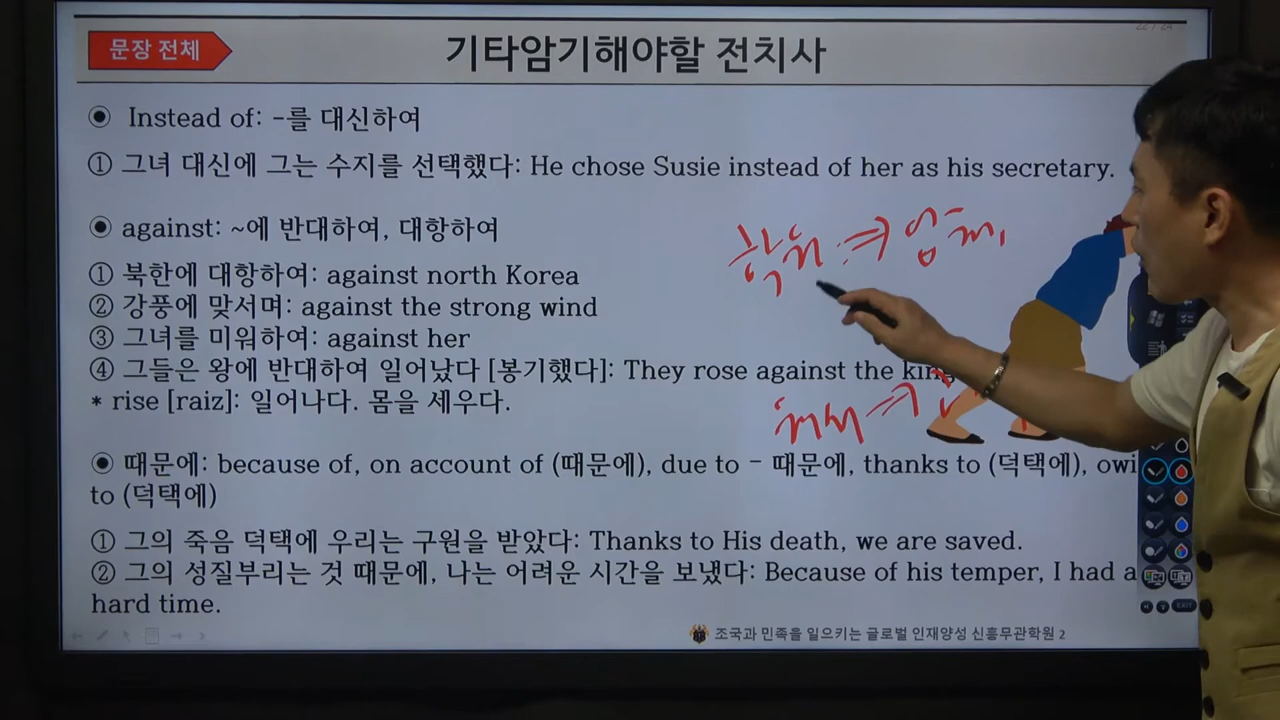 문장 전체
기타암기해야할 전치사
◉ Instead of: -를 대신하여
① 그녀 대신에 그는 수지를 선택했다: He chose Susie instead of her as his secretary.
◉ against: ~에 반대하여, 대항하여
① 북한에 대항하여: against north Korea
② 강풍에 맞서며: against the strong wind
③ 그녀를 미워하여: against her
④ 그들은 왕에 반대하여 일어났다 [봉기했다]: They rose against the king
* rise [raiz]: 일어나다. 몸을 세우다.
◉ 때문에: because of, on account of (때문에), due to - 때문에, thanks to (덕택에), owi
to (덕택에)
① 그의 죽음 덕택에 우리는 구원을 받았다: Thanks to His death, we are saved.
② 그의 성질부리는 것 때문에, 나는 어려운 시간을 보냈다: Because of his temper, I had a
hard time.
조국과 민족을 일으키는 글로벌 인재양성 신흥무관학원 2
EXIT